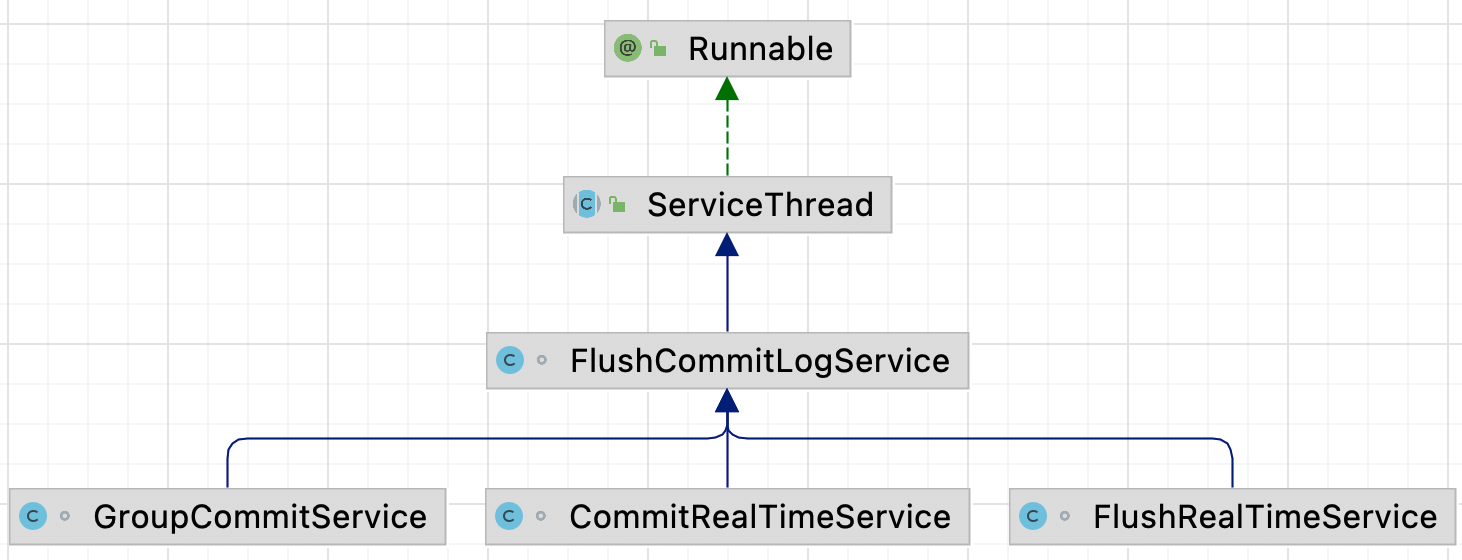 @ Runnable
C ServiceThread
C FlushCommitLogService
C GroupCommitService
C CommitRealTimeService
C FlushRealTimeService